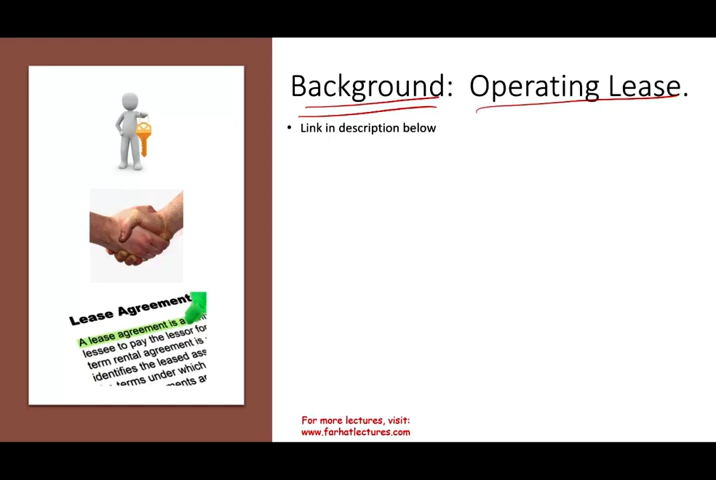 Background: Operating Lease.
• Link in description below
Lease Agreement
A lease agreement is a
lessee to pay the lessor for
term rental agreement is
identifies the leased
terms under which
For more lectures, visit:
www.farhatlectures.com